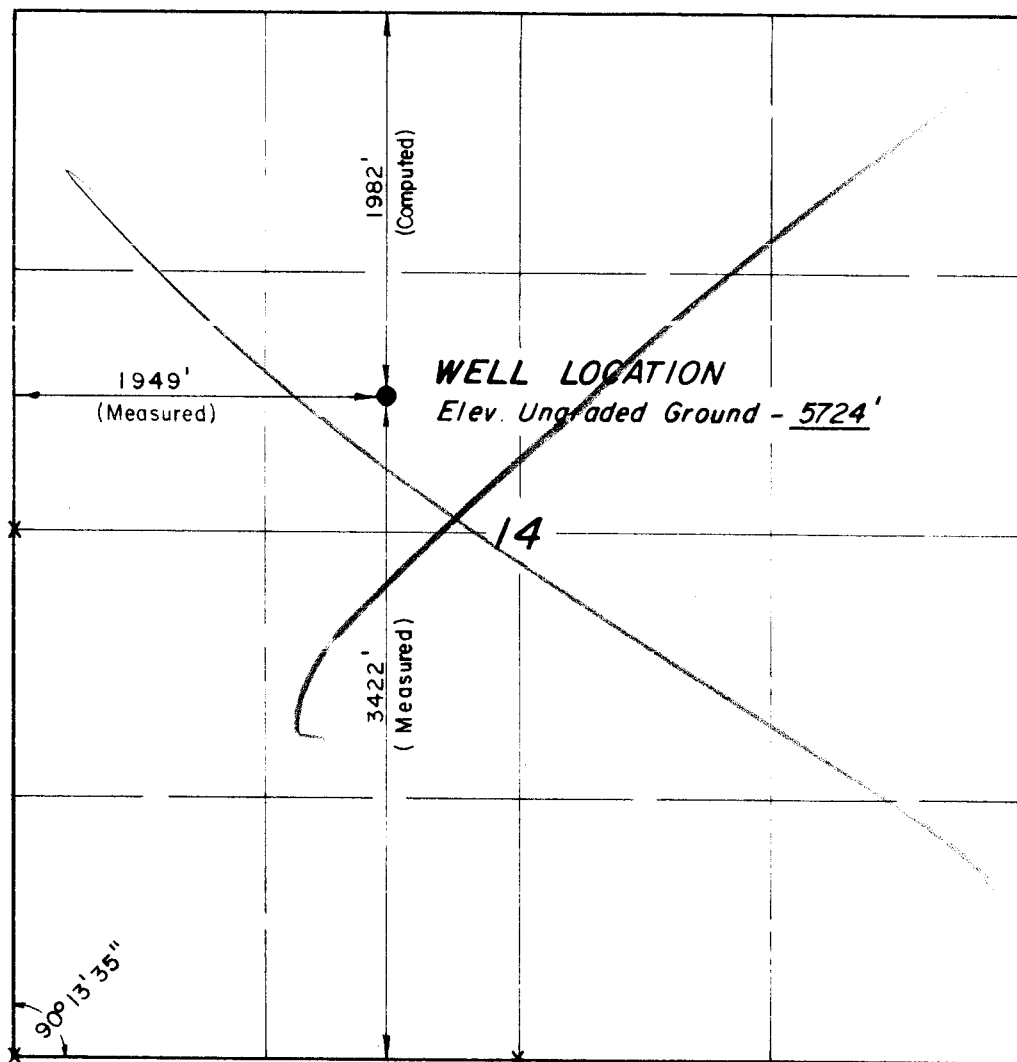 1982'
(Computed)
1949'
(Measured)
WELL LOCATION
Elev. Ungraded Ground - 5724'
14
3422'
(Measured)
90° 13' 35"